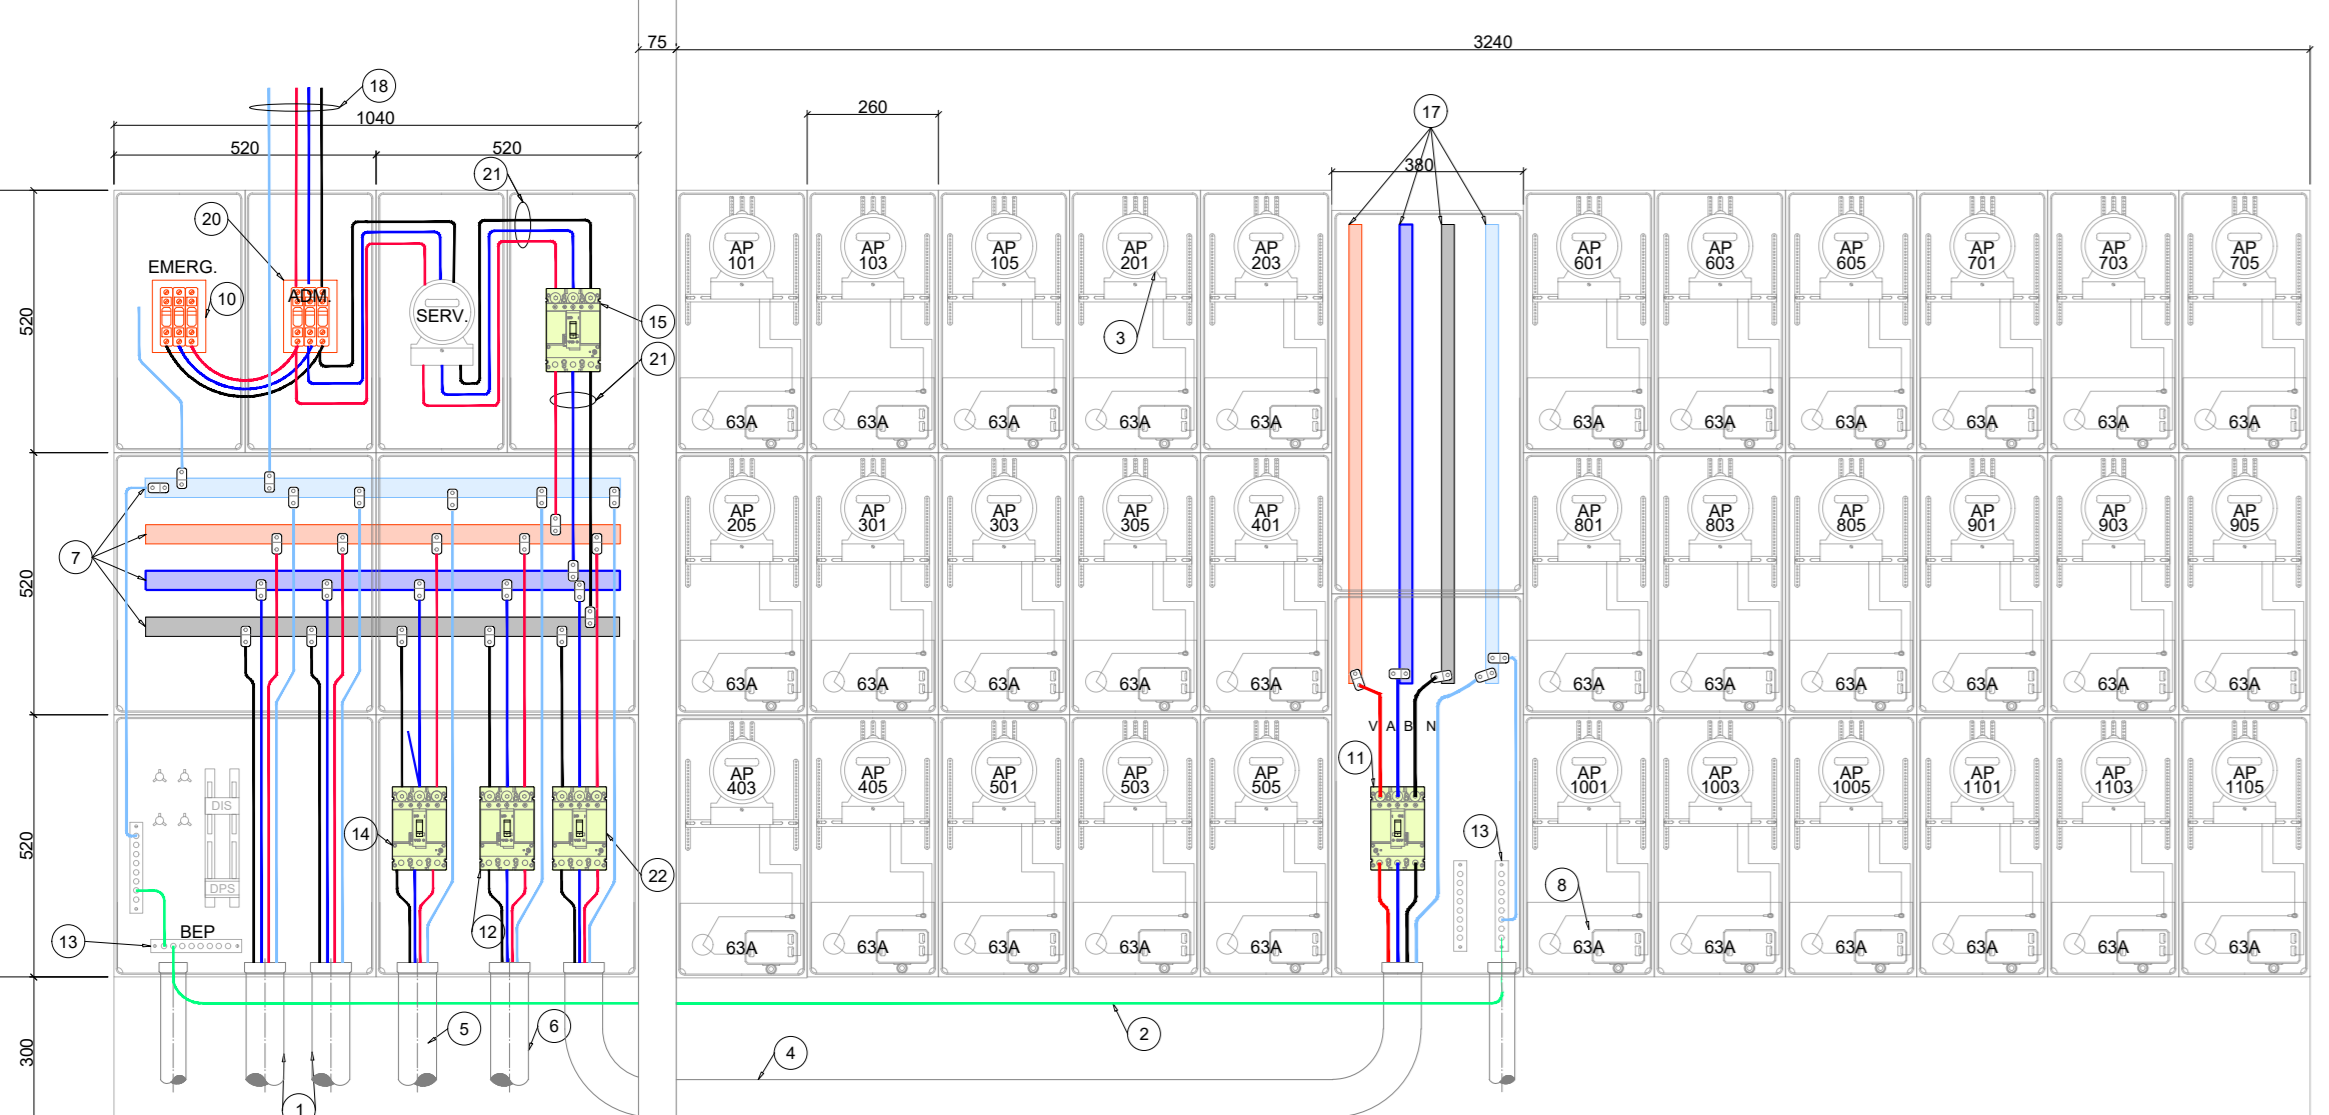 75
3240
18
1040
260
17
520
520
380
21
20
EMERG.
10
ADM.
SERV.
15
21
520
AP
101
AP
103
AP
105
AP
201
AP
203
AP
601
AP
603
AP
605
AP
701
AP
703
AP
705
3
63A
63A
63A
63A
63A
63A
63A
63A
63A
63A
63A
7
520
AP
205
AP
301
AP
303
AP
305
AP
401
AP
801
AP
803
AP
805
AP
901
AP
903
AP
905
63A
63A
63A
63A
63A
63A
63A
63A
63A
63A
63A
V A B N
11
AP
403
AP
405
AP
501
AP
503
AP
505
AP
1001
AP
1003
AP
1005
AP
1101
AP
1103
AP
1105
DIS
14
13
520
DPS
22
8
12
BEP
13
63A
63A
63A
63A
63A
63A
63A
63A
63A
63A
63A
5
6
2
4
300
1